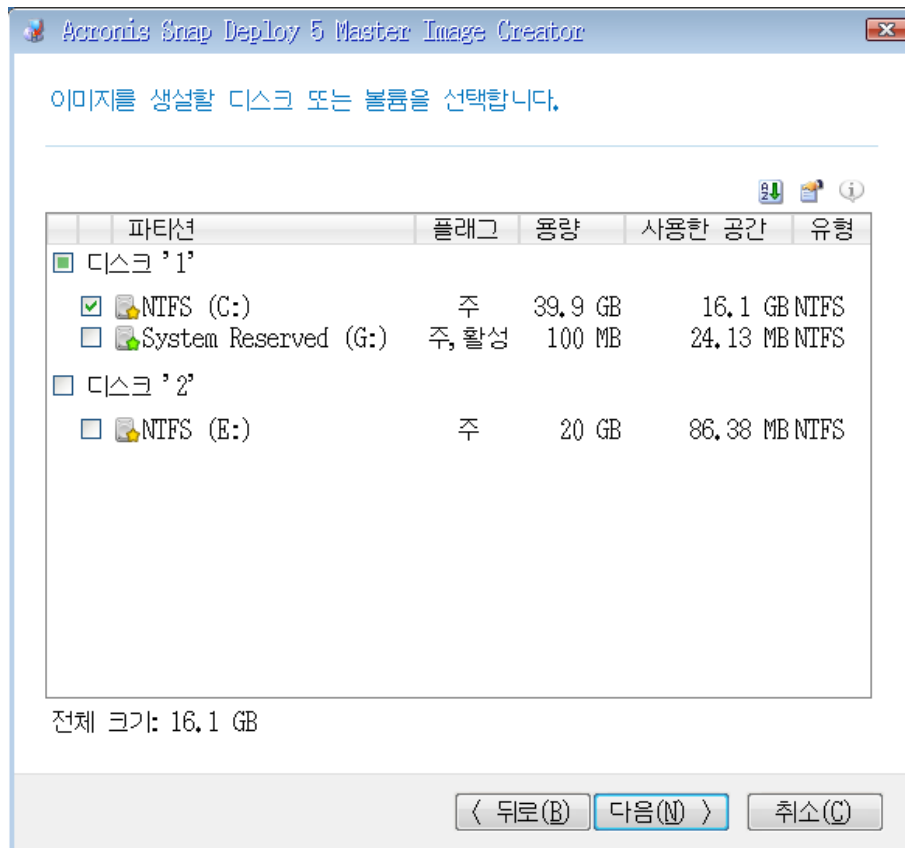 Acronis Snap Deploy 5 Master Image Creator
이미지를 생설할 디스크 또는 볼륨을 선택합니다.
파티션 플래그 용량 사용한 공간 유형
디스크 '1'
NTFS (C:) 주 39.9 GB 16.1 GB NTFS
System Reserved (G:) 주,활성 100 MB 24.13 MB NTFS
디스크 '2'
NTFS (E:) 주 20 GB 86.38 MB NTFS
전체 크기: 16.1 GB
< 뒤로(B) 다음(N) > 취소(C)